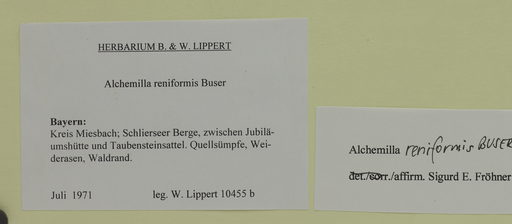 HERBARIUM B. & W. LIPPERT
Alchemilla reniformis Buser
Bayern:
Kreis Miesbach; Schlierseer Berge, zwischen Jubilä-
umshütte und Taubensteinsattel. Quellsümpfe, Wei-
derasen, Waldrand.
Juli 1971 leg. W. Lippert 10455 b
Alchemilla reniformis BUSER
det./corr./affirm. Sigurd E. Fröhner